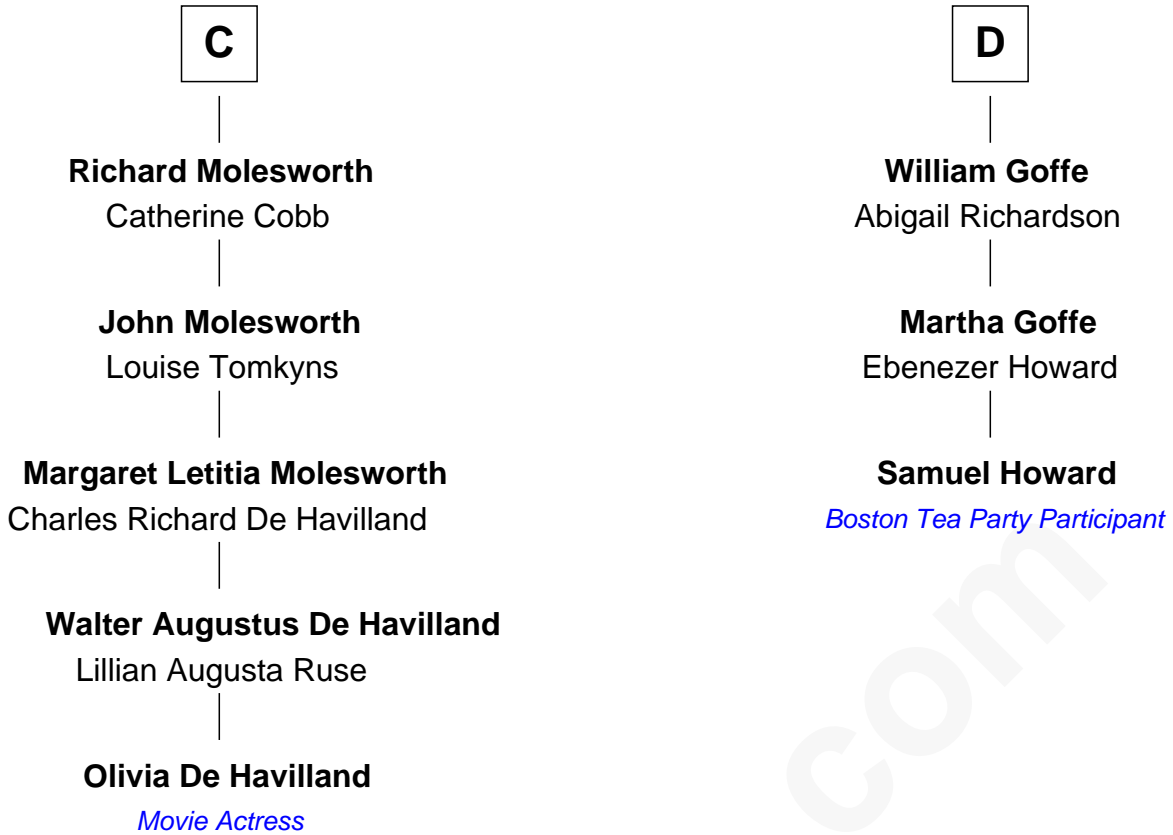 C
Richard Molesworth
Catherine Cobb
John Molesworth
Louise Tomkyns
Margaret Letitia Molesworth
Charles Richard De Havilland
Walter Augustus De Havilland
Lillian Augusta Ruse
Olivia De Havilland
Movie Actress
D
William Goffe
Abigail Richardson
Martha Goffe
Ebenezer Howard
Samuel Howard
Boston Tea Party Participant
com